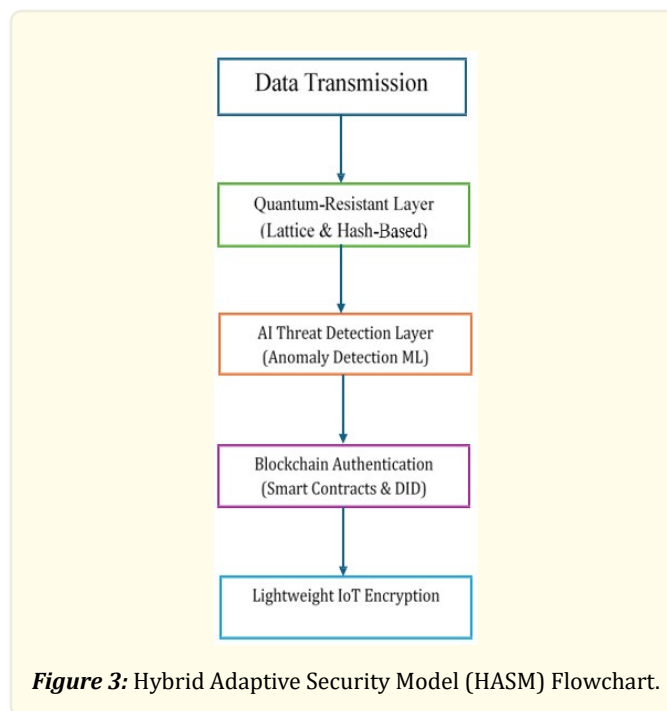 Data Transmission
Quantum-Resistant Layer
(Lattice & Hash-Based)
AI Threat Detection Layer
(Anomaly Detection ML)
Blockchain Authentication
(Smart Contracts & DID)
Lightweight IoT Encryption
Figure 3: Hybrid Adaptive Security Model (HASM) Flowchart.